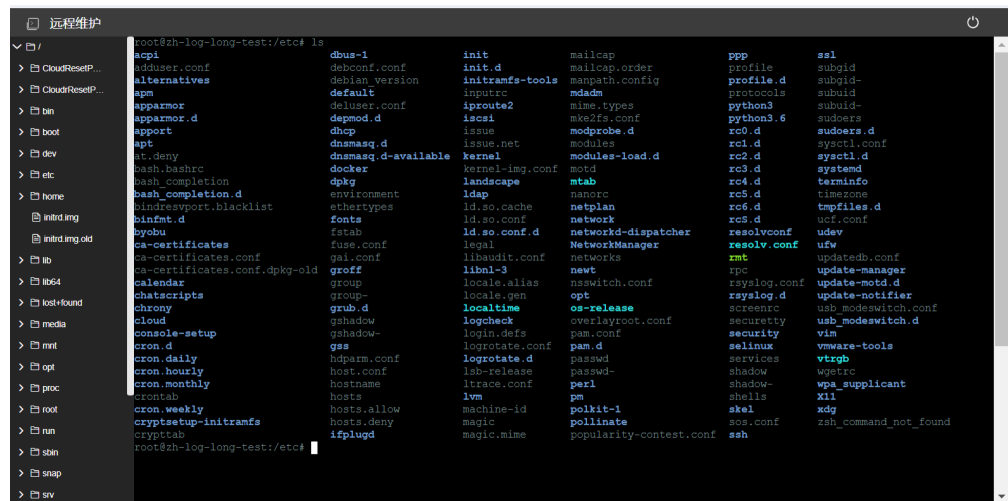 远程维护
/
CloudResetP...
CloudrResetP...
bin
boot
dev
etc
home
initrd.img
initrd.img.old
lib
lib64
lost+found
media
mnt
opt
proc
root
run
sbin
snap
srv
root@zh-log-long-test:/etc# ls
acpi dbus-1 init mailcap ppp ssl
adduser.conf debconf.conf init.d mailcap.order profile subgid
alternatives debian_version initramfs-tools manpath.config profile.d subgid-
apm default inputrc mdadm protocols subuid
apparmor deluser.conf iproute2 mime.types python3 subuid-
apparmor.d depmod.d iscsi mke2fs.conf python3.6 sudoers
apport dhcp issue modprobe.d rc0.d sudoers.d
apt dnsmasq.d issue.net modules rc1.d sysctl.conf
at.deny dnsmasq.d-available kernel modules-load.d rc2.d sysctl.d
bash.bashrc docker kernel-img.conf motd rc3.d systemd
bash_completion dpkg landscape mtab rc4.d terminfo
bash_completion.d environment ldap nanorc rc5.d timezone
bindresvport.blacklist ethertypes ld.so.cache netplan rc6.d tmpfiles.d
binfmt.d fonts ld.so.conf network rcS.d ucf.conf
byobu fstab ld.so.conf.d networkd-dispatcher resolvconf udev
ca-certificates fuse.conf legal NetworkManager resolv.conf ufw
ca-certificates.conf gai.conf libaudit.conf networks rmt updatedb.conf
ca-certificates.conf.dpkg-old groff libnl-3 newt rpc update-manager
calendar group locale.alias nsswitch.conf rsyslog.conf update-motd.d
chatscripts group- locale.gen opt rsyslog.d update-notifier
chrony grub.d localtime os-release screenrc usb_modeswitch.conf
cloud gshadow logcheck overlayroot.conf securetty usb_modeswitch.d
console-setup gshadow- login.defs pam.conf security vim
cron.d gss logrotate.conf pam.d selinux vmware-tools
cron.daily hdparm.conf logrotate.d passwd services vtrgb
cron.hourly host.conf lsb-release passwd- shadow wgetrc
cron.monthly hostname ltrace.conf perl shadow- wpa_supplicant
crontab hosts lvm pm shells X11
cron.weekly hosts.allow machine-id polkit-1 skel xdg
cryptsetup-initramfs hosts.deny magic pollinate sos.conf zsh_command_not_found
crypttab ifplugd magic.mime popularity-contest.conf ssh
root@zh-log-long-test:/etc#